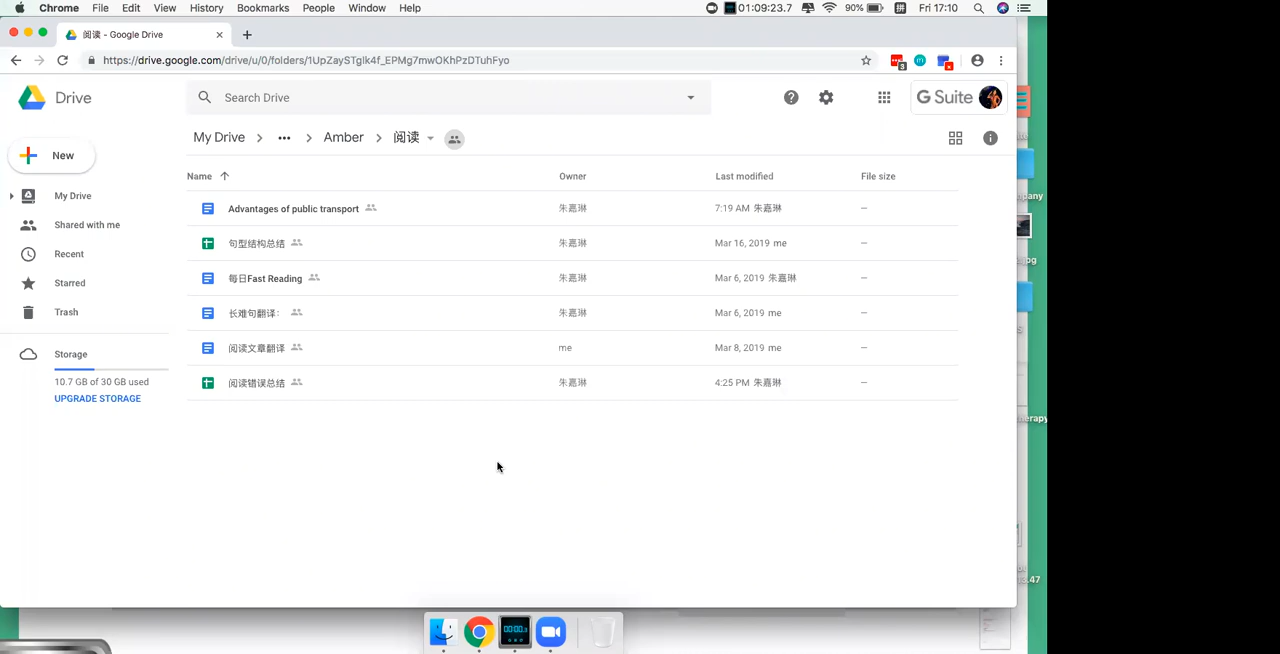 Chrome File Edit View History Bookmarks People Window Help 01:09:23.7 90% 拼 Fri 17:10
阅读 - Google Drive
https://drive.google.com/drive/u/0/folders/1UpZaySTglk4f_EPMg7mwOKhPzDTuhFyo
Drive
Search Drive
G Suite
My Drive ••• Amber 阅读
New
Name Owner Last modified File size
My Drive
Advantages of public transport 朱嘉琳 7:19 AM 朱嘉琳 –
Shared with me
句型结构总结 朱嘉琳 Mar 16, 2019 me –
Recent
每日Fast Reading 朱嘉琳 Mar 6, 2019 朱嘉琳 –
Starred
长难句翻译： 朱嘉琳 Mar 6, 2019 me –
Trash
阅读文章翻译 me Mar 8, 2019 me –
Storage
阅读错误总结 朱嘉琳 4:25 PM 朱嘉琳 –
10.7 GB of 30 GB used
UPGRADE STORAGE